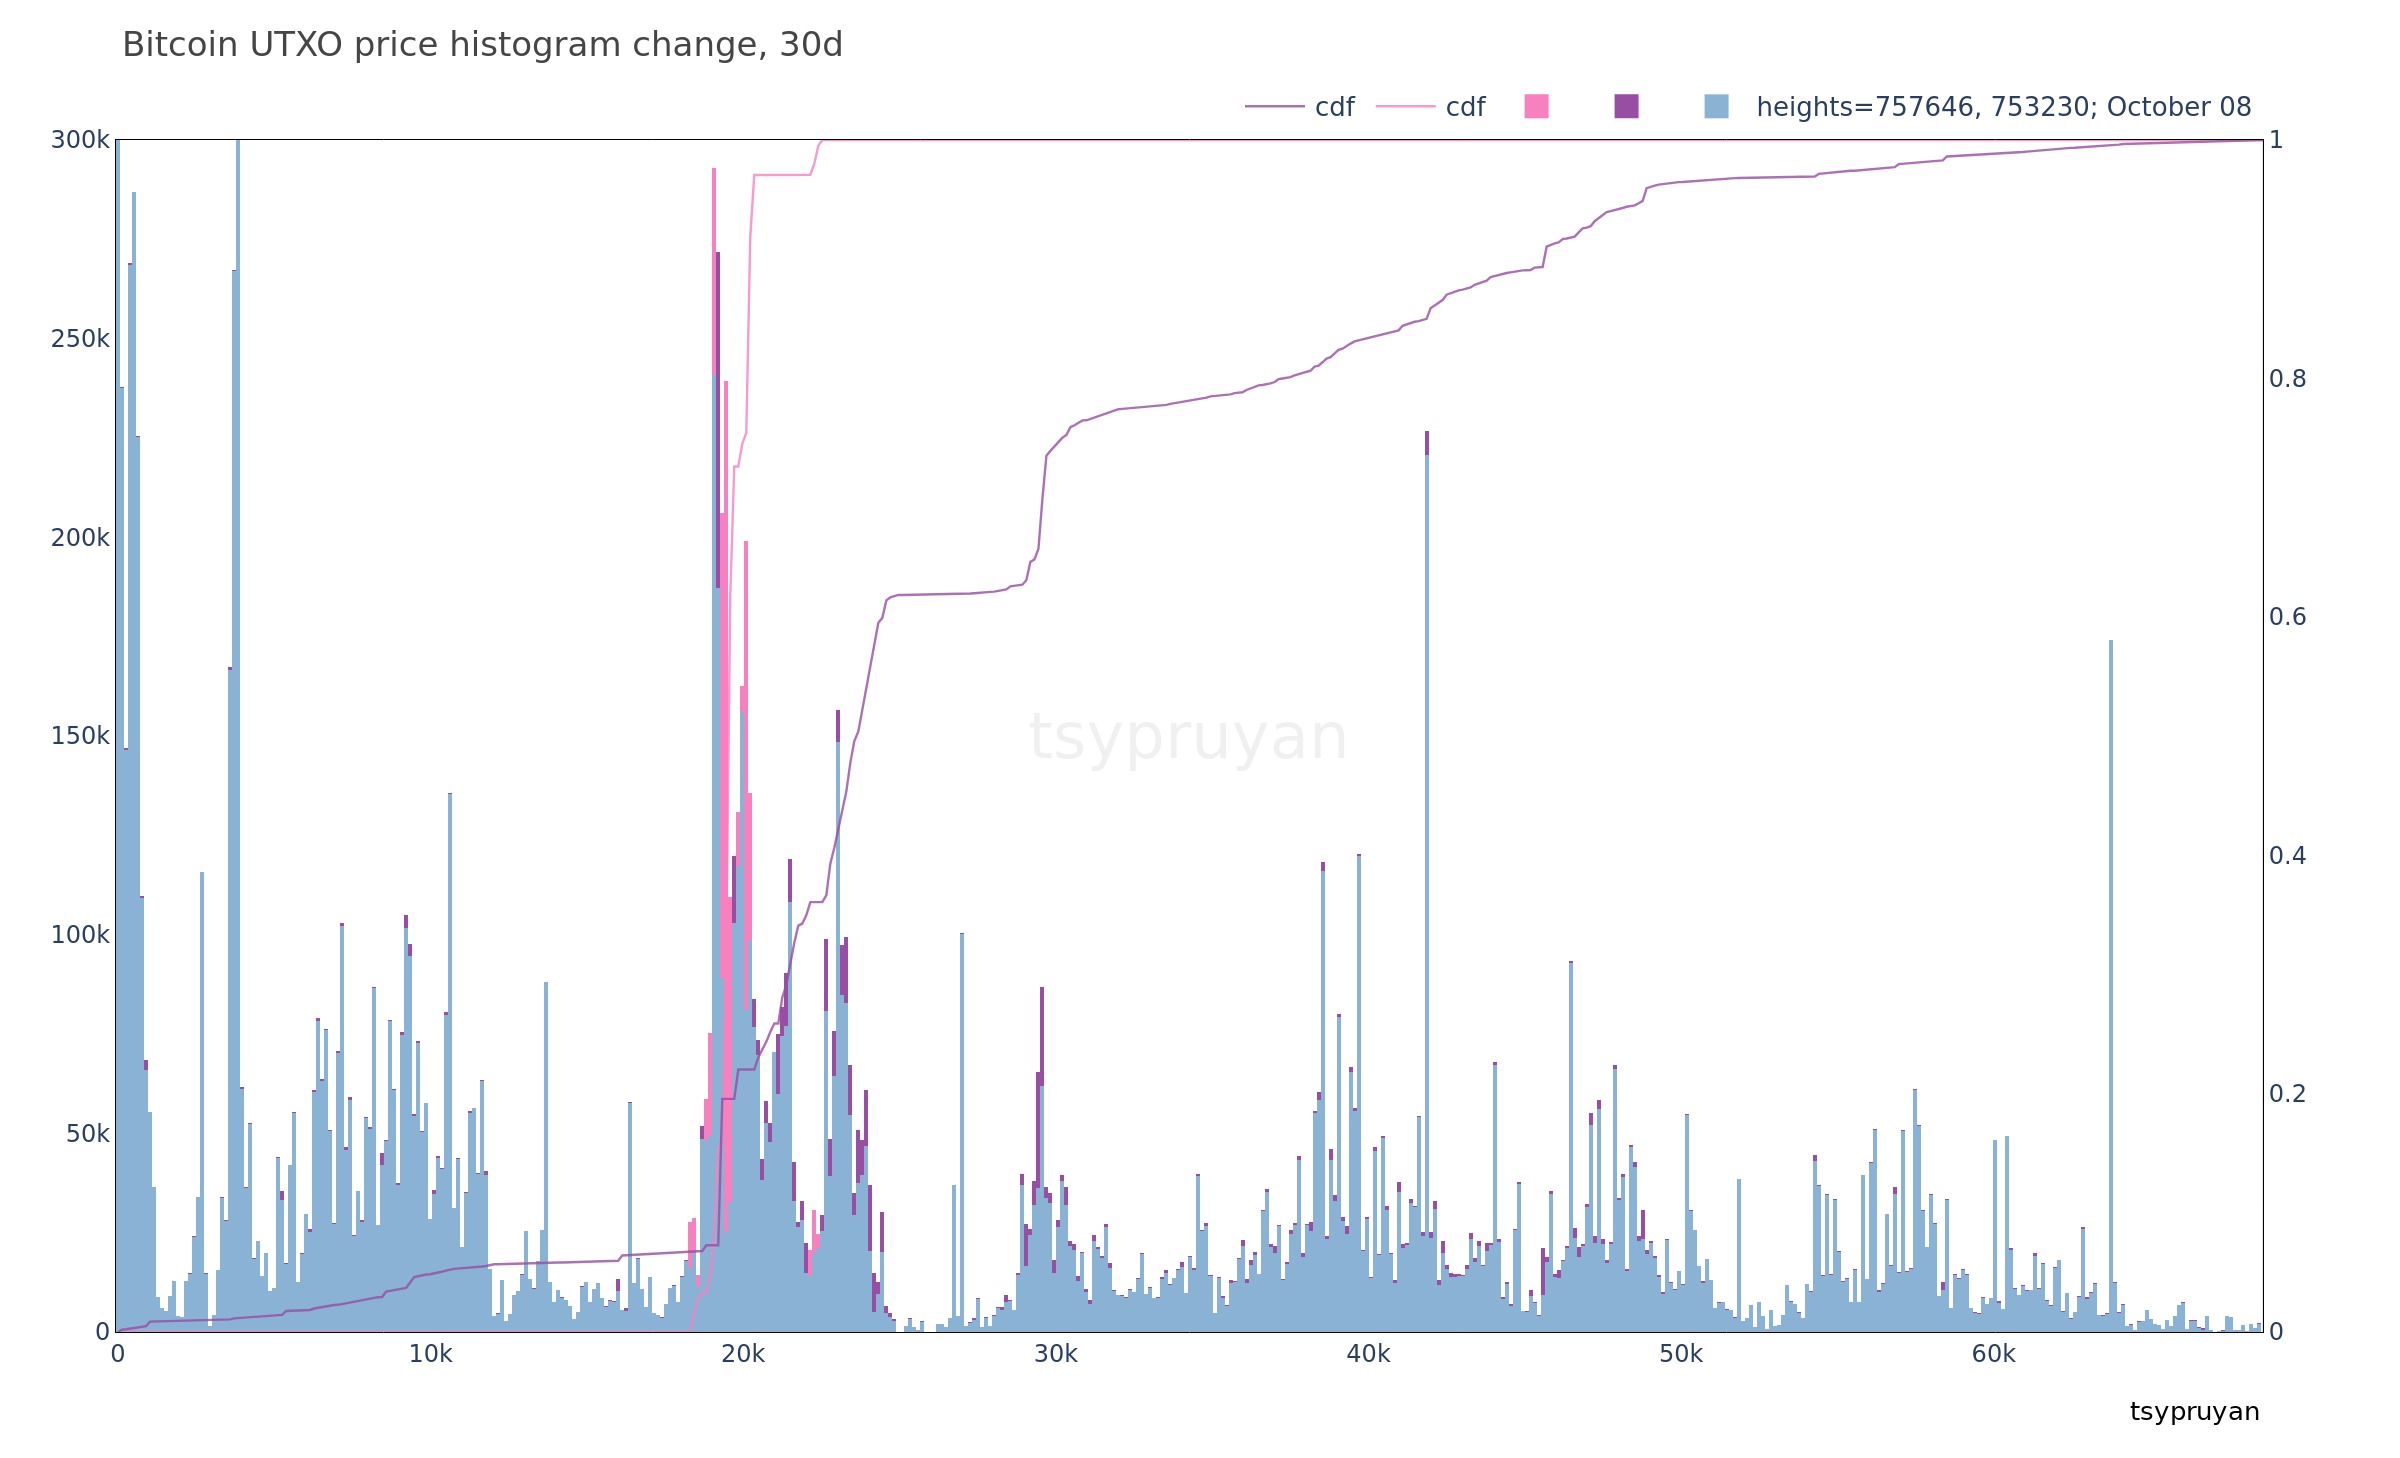 Bitcoin UTXO price histogram change, 30d
cdf cdf heights=757646, 753230; October 08
300k
250k
200k
150k
100k
50k
0
1
0.8
0.6
0.4
0.2
0
tsypruyan
0 10k 20k 30k 40k 50k 60k
tsypruyan